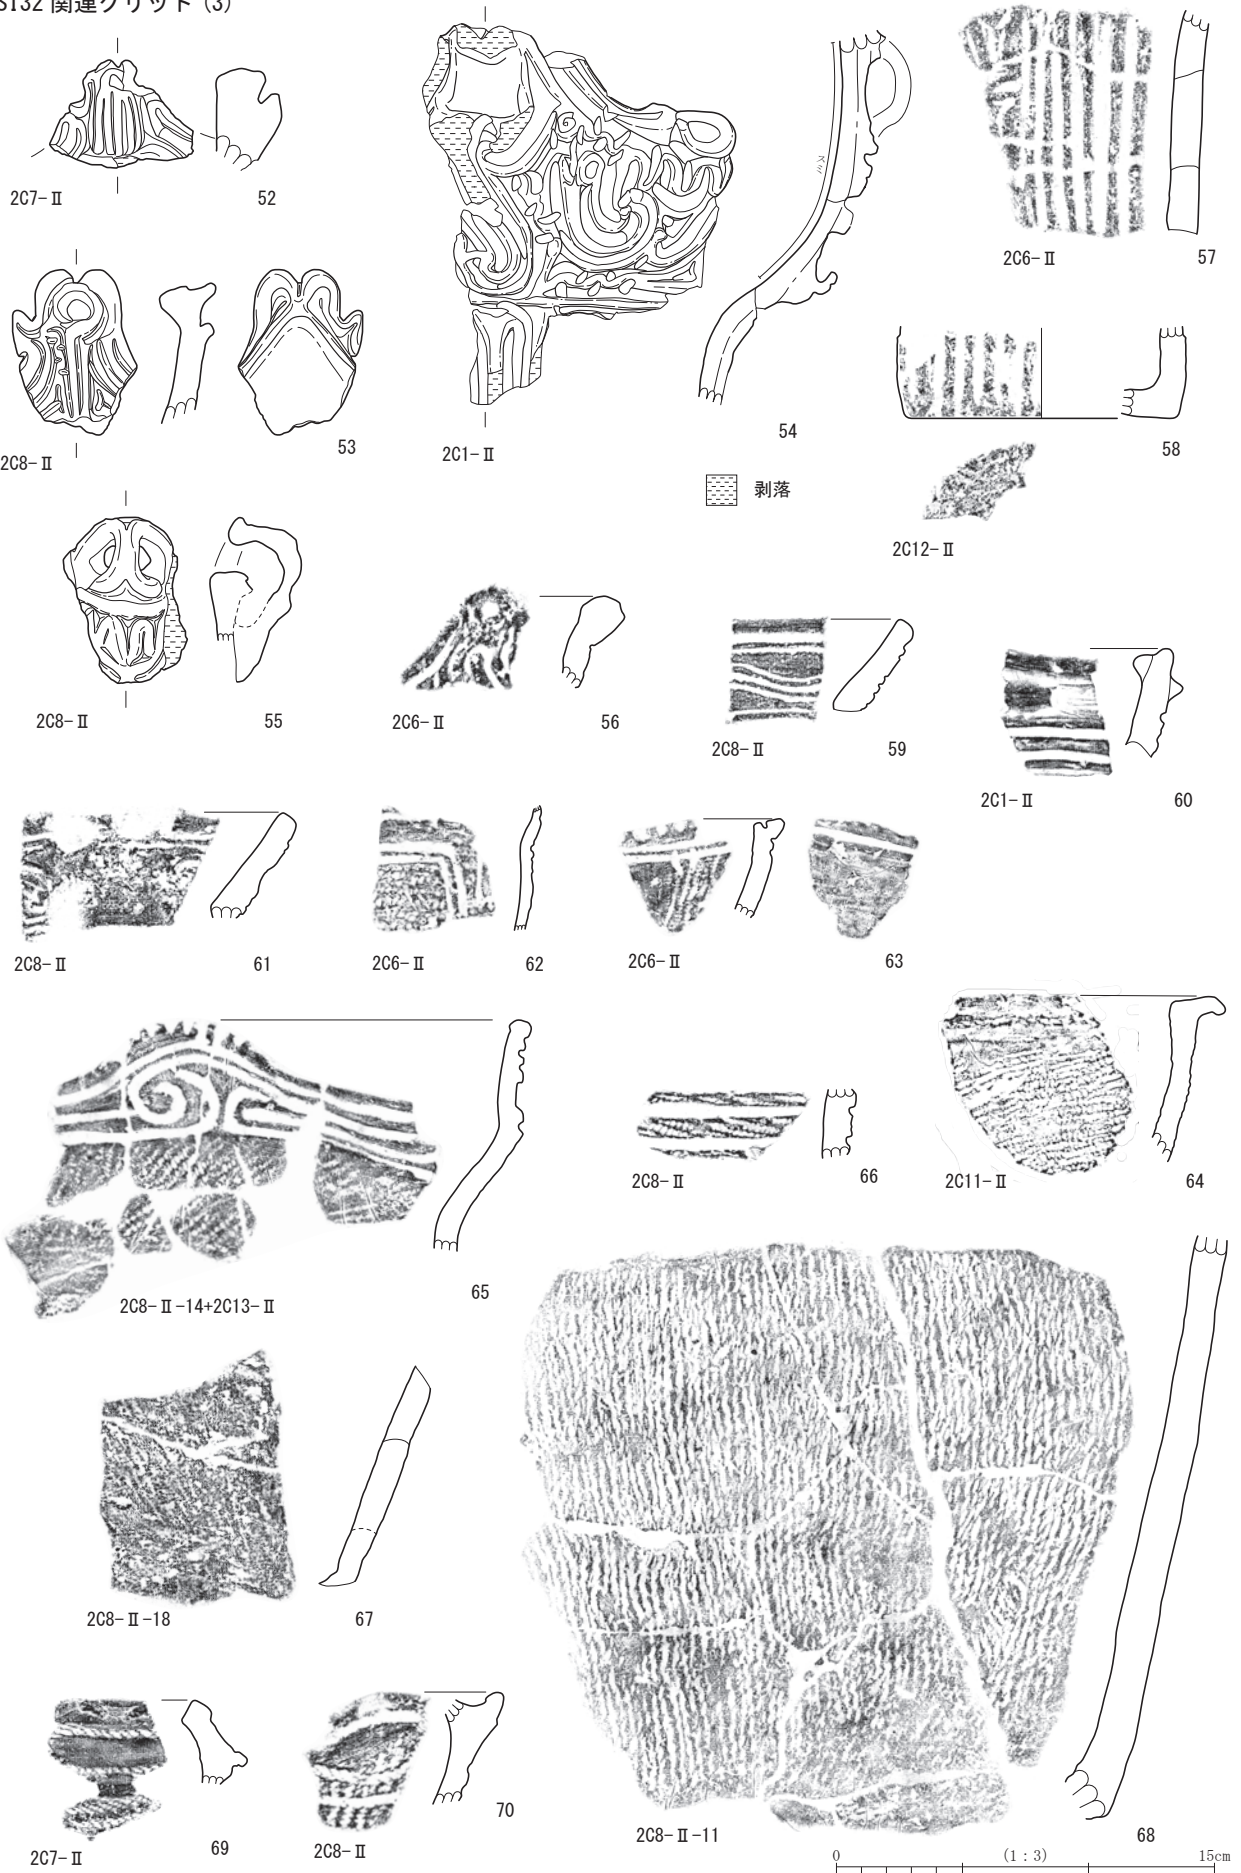 SI32 関連グリット (3)
2C7-Ⅱ 52
2C8-Ⅱ 53
2C1-Ⅱ 54
スミ
2C6-Ⅱ 57
剥落
2C12-Ⅱ 58
2C8-Ⅱ 55
2C6-Ⅱ 56
2C8-Ⅱ 59
2C1-Ⅱ 60
2C8-Ⅱ 61
2C6-Ⅱ 62
2C6-Ⅱ 63
2C8-Ⅱ-14+2C13-Ⅱ 65
2C8-Ⅱ 66
2C11-Ⅱ 64
2C8-Ⅱ-18 67
2C7-Ⅱ 69
2C8-Ⅱ 70
2C8-Ⅱ-11 68
0 (1：3) 15cm